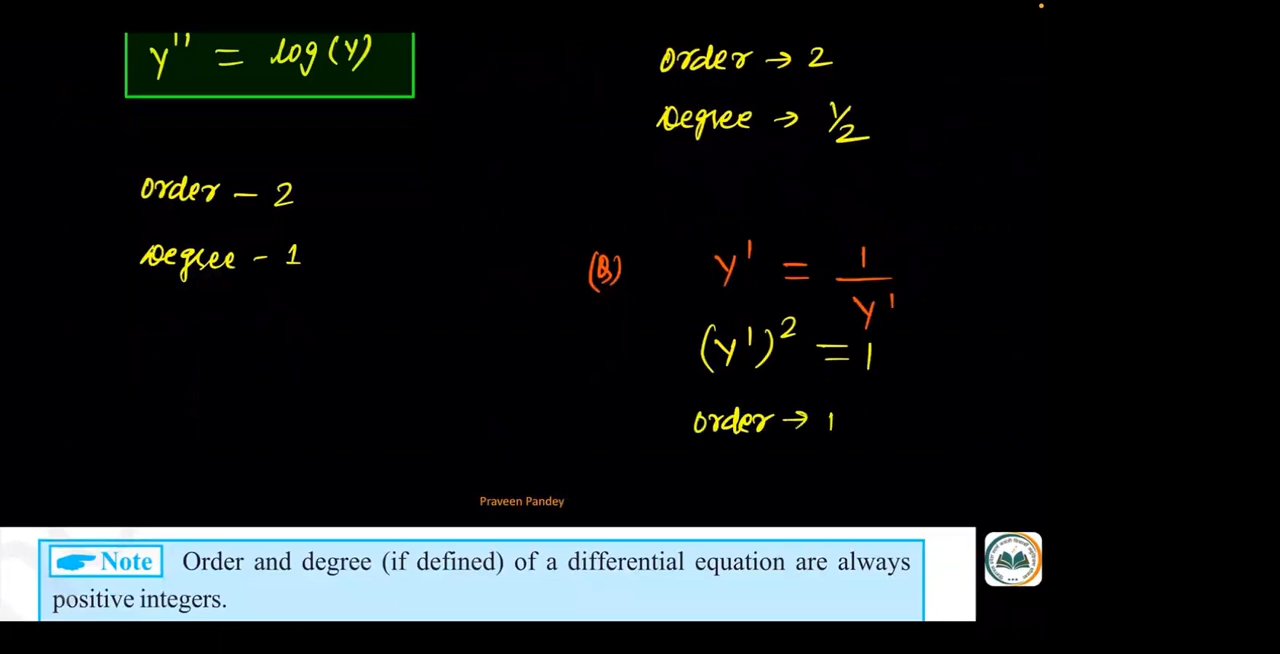 y'' = log(y)
order - 2
Degree - 1
order → 2
Degree → 1/2
(Q) y' = 1/y'
(y')² = 1
order → 1
Praveen Pandey
Note Order and degree (if defined) of a differential equation are always
positive integers.